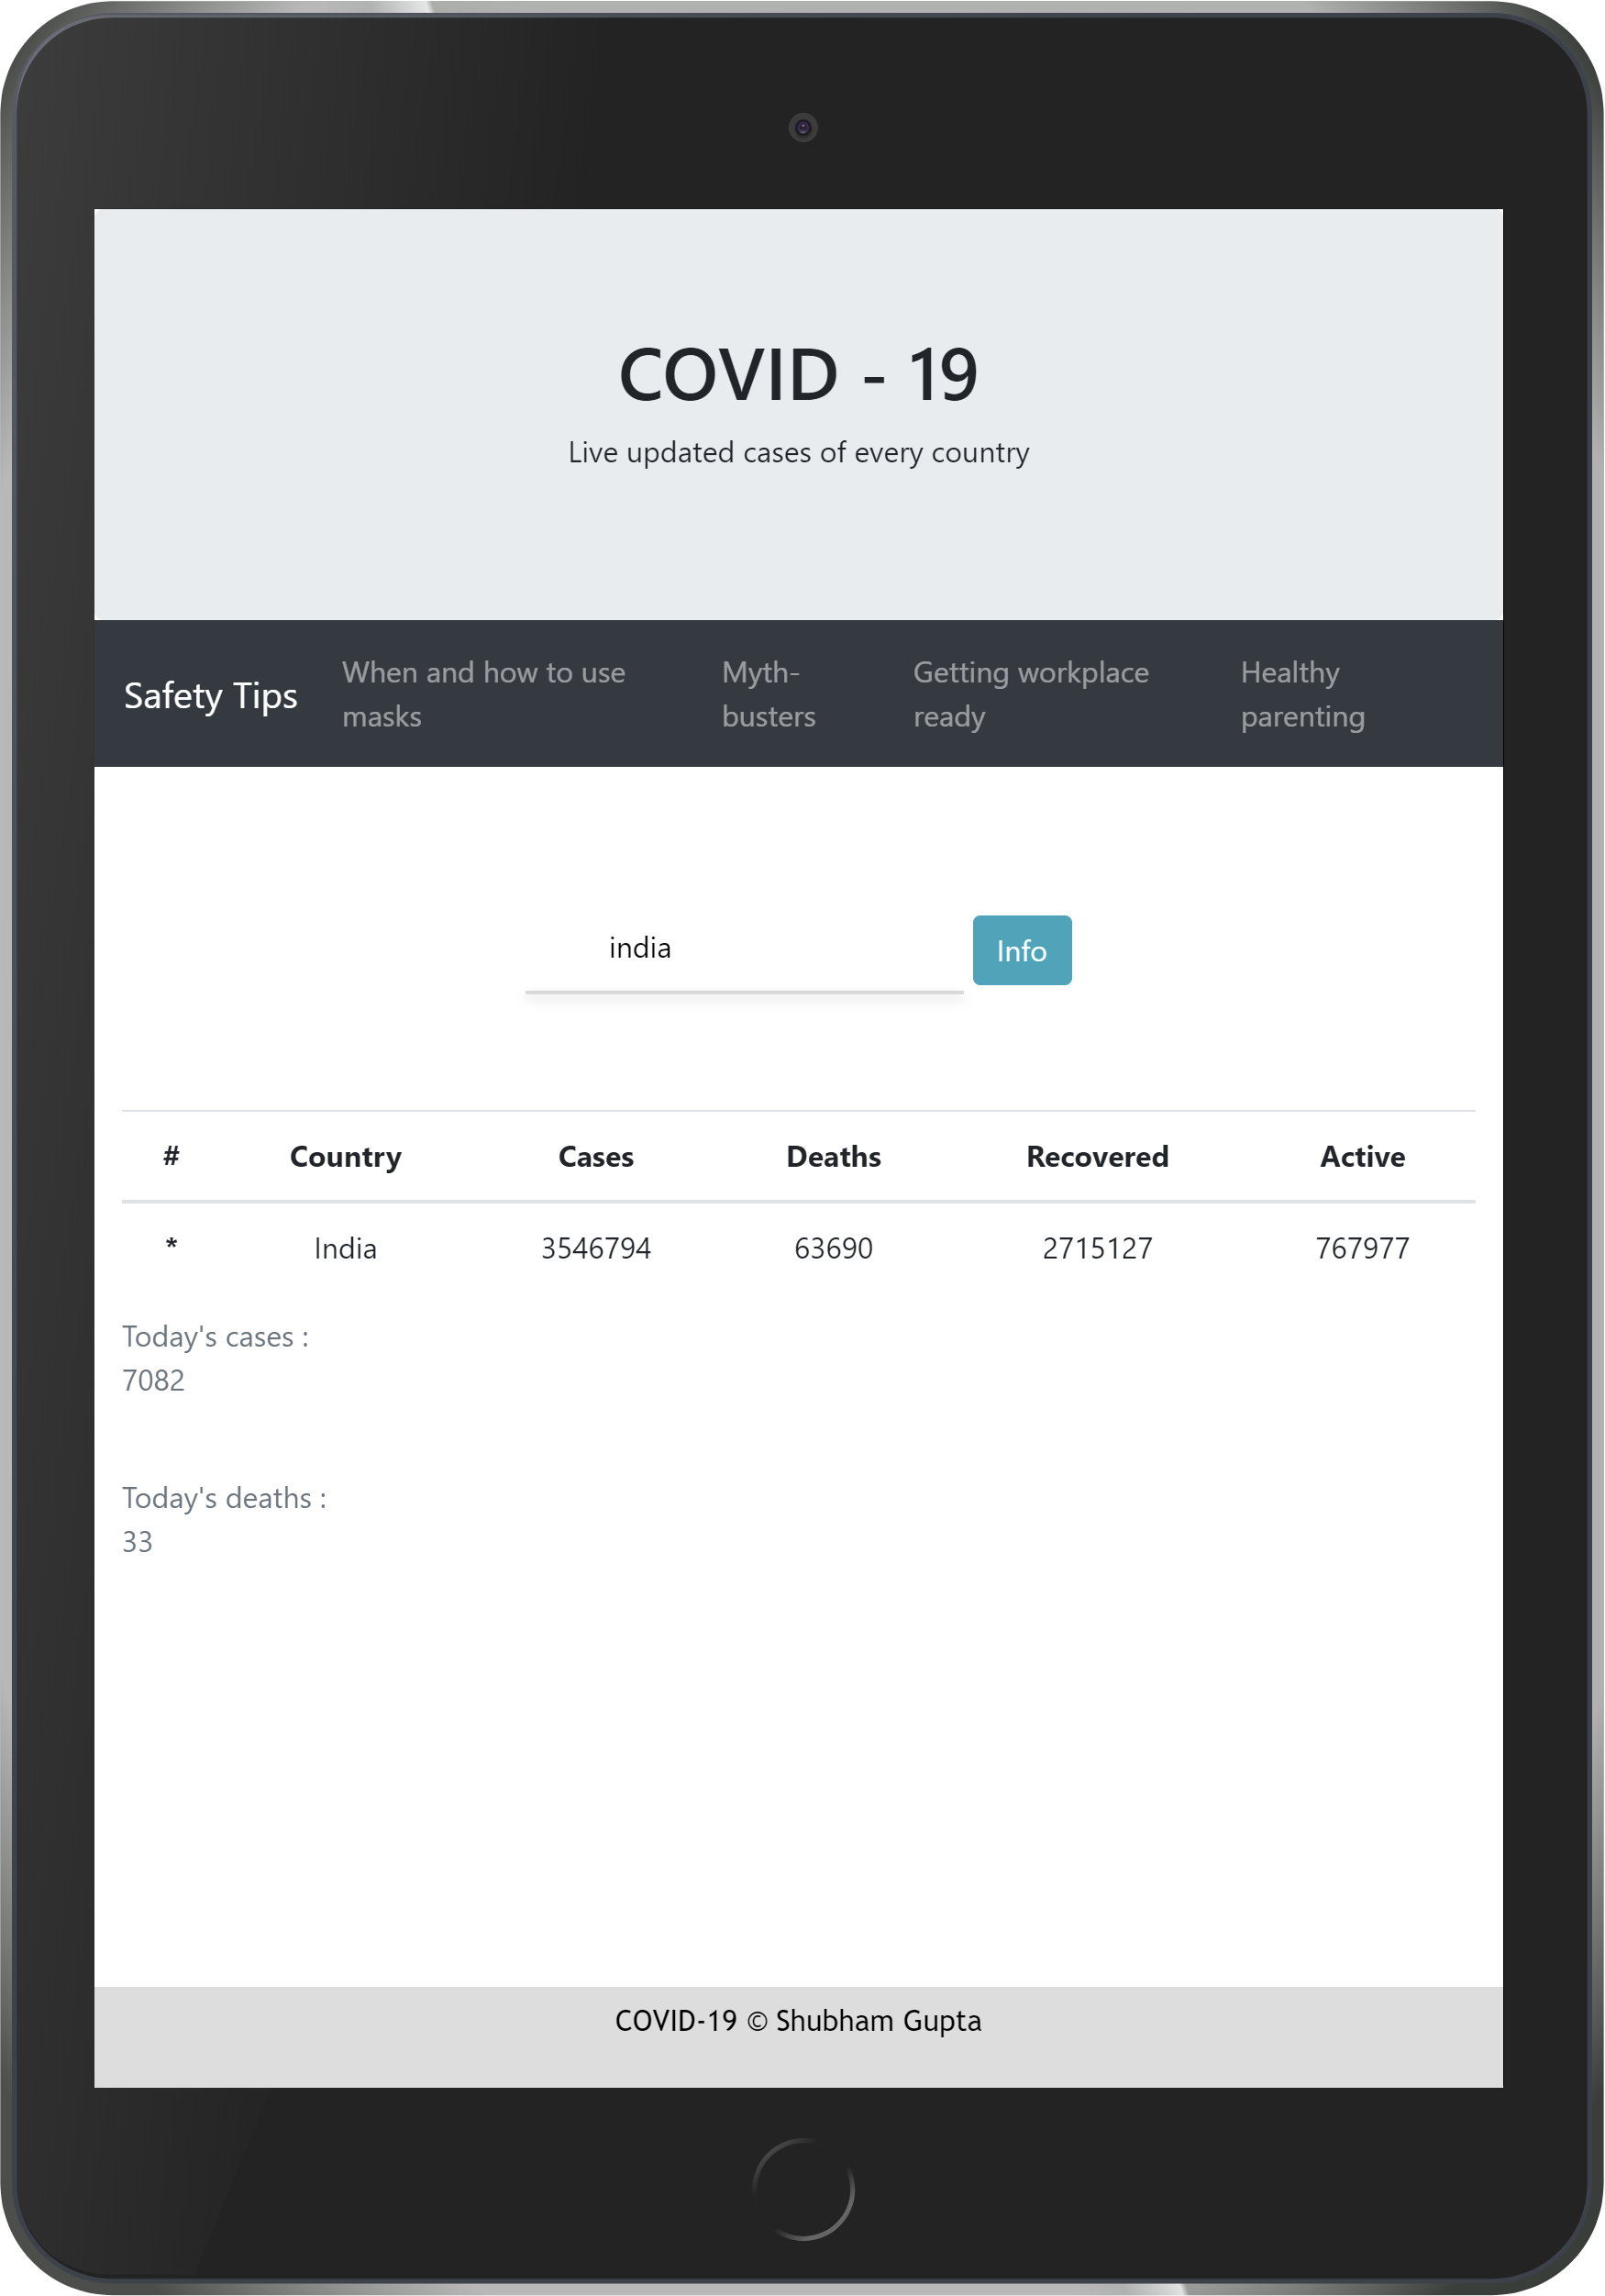 COVID - 19
Live updated cases of every country
Safety Tips
When and how to use
masks
Myth-
busters
Getting workplace
ready
Healthy
parenting
india
Info
# Country Cases Deaths Recovered Active
* India 3546794 63690 2715127 767977
Today's cases :
7082
Today's deaths :
33
COVID-19 © Shubham Gupta